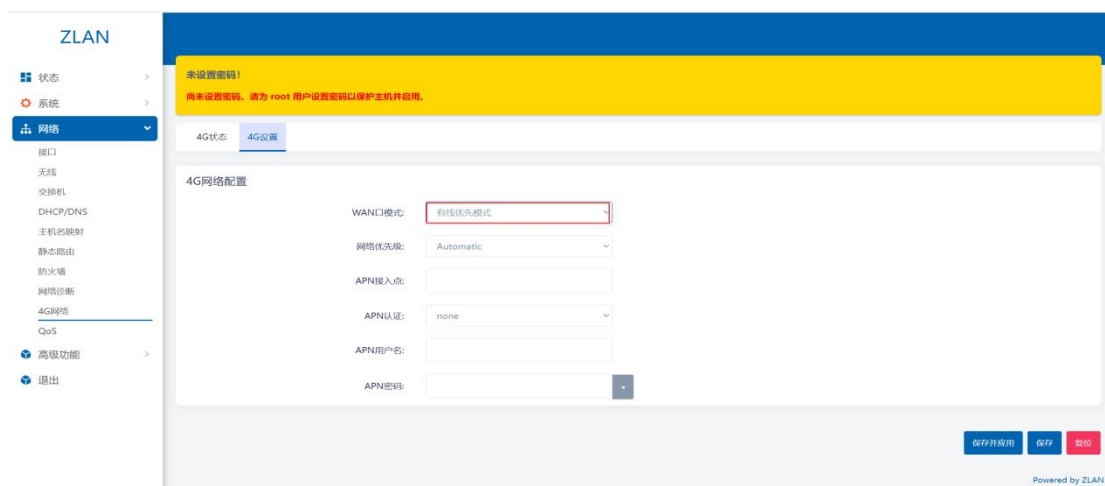 ZLAN
状态
系统
网络
接口
无线
交换机
DHCP/DNS
主机名映射
静态路由
防火墙
网络诊断
4G网络
QoS
高级功能
退出
未设置密码！
尚未设置密码。请为 root 用户设置密码以保护主机并启用。
4G状态 4G设置
4G网络配置
WAN口模式: 有线优先模式
网络优先级: Automatic
APN接入点:
APN认证: none
APN用户名:
APN密码:
保存并应用 保存 复位
Powered by ZLAN